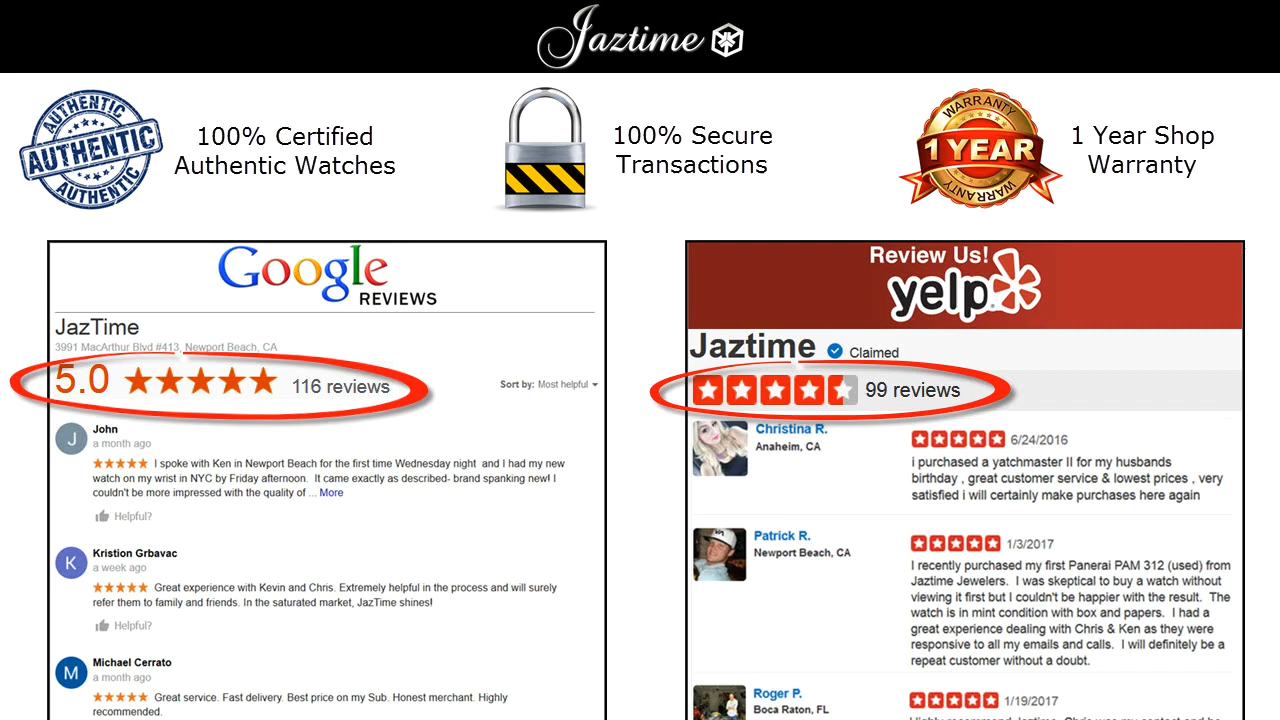 Jaztime
AUTHENTIC
AUTHENTIC
AUTHENTIC
100% Certified
Authentic Watches
100% Secure
Transactions
WARRANTY
1 YEAR
WARRANTY
1 Year Shop
Warranty
Google
REVIEWS
JazTime
3991 MacArthur Blvd #413, Newport Beach, CA
5.0 116 reviews
Sort by: Most helpful
J
John
a month ago
I spoke with Ken in Newport Beach for the first time Wednesday night and I had my new
watch on my wrist in NYC by Friday afternoon. It came exactly as described- brand spanking new! I
couldn't be more impressed with the quality of ... More
Helpful?
K
Kristion Grbavac
a week ago
Great experience with Kevin and Chris. Extremely helpful in the process and will surely
refer them to family and friends. In the saturated market, JazTime shines!
Helpful?
M
Michael Cerrato
a month ago
Great service. Fast delivery. Best price on my Sub. Honest merchant. Highly
recommended.
Review Us!
yelp
Jaztime Claimed
99 reviews
Christina R.
Anaheim, CA
6/24/2016
i purchased a yatchmaster II for my husbands
birthday , great customer service & lowest prices , very
satisfied i will certainly make purchases here again
Patrick R.
Newport Beach, CA
1/3/2017
I recently purchased my first Panerai PAM 312 (used) from
Jaztime Jewelers. I was skeptical to buy a watch without
viewing it first but I couldn't be happier with the result. The
watch is in mint condition with box and papers. I had a
great experience dealing with Chris & Ken as they were
responsive to all my emails and calls. I will definitely be a
repeat customer without a doubt.
Roger P.
Boca Raton, FL
1/19/2017